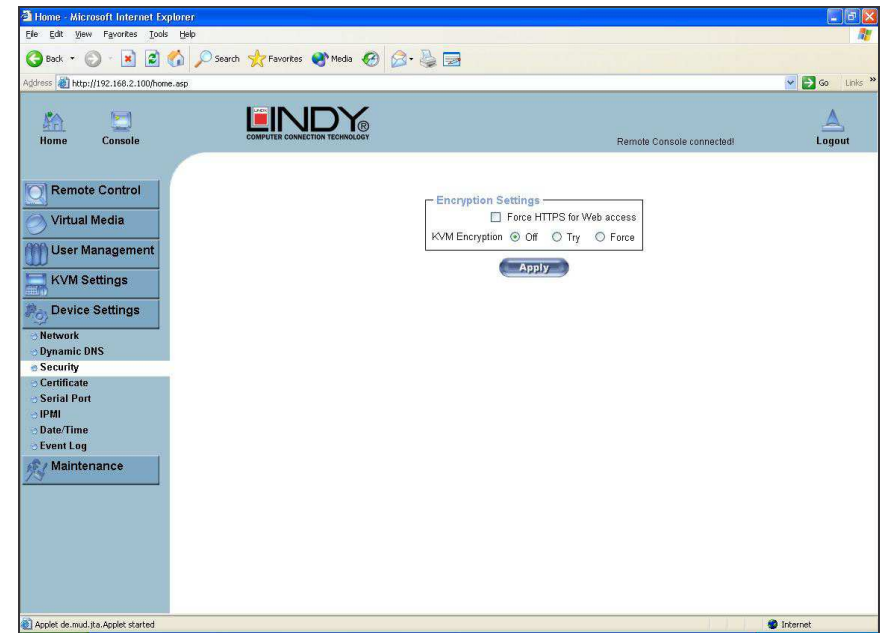 Home - Microsoft Internet Explorer
File Edit View Favorites Tools Help
Back Search Favorites Media
Address http://192.168.2.100/home.asp Go Links »
Home Console LINDY® Remote Console connected! Logout
COMPUTER CONNECTION TECHNOLOGY
Remote Control
Virtual Media
User Management
KVM Settings
Device Settings
Network
Dynamic DNS
Security
Certificate
Serial Port
IPMI
Date/Time
Event Log
Maintenance
Encryption Settings
Force HTTPS for Web access
KVM Encryption Off Try Force
Apply
Applet de.mud.jta.Applet started Internet